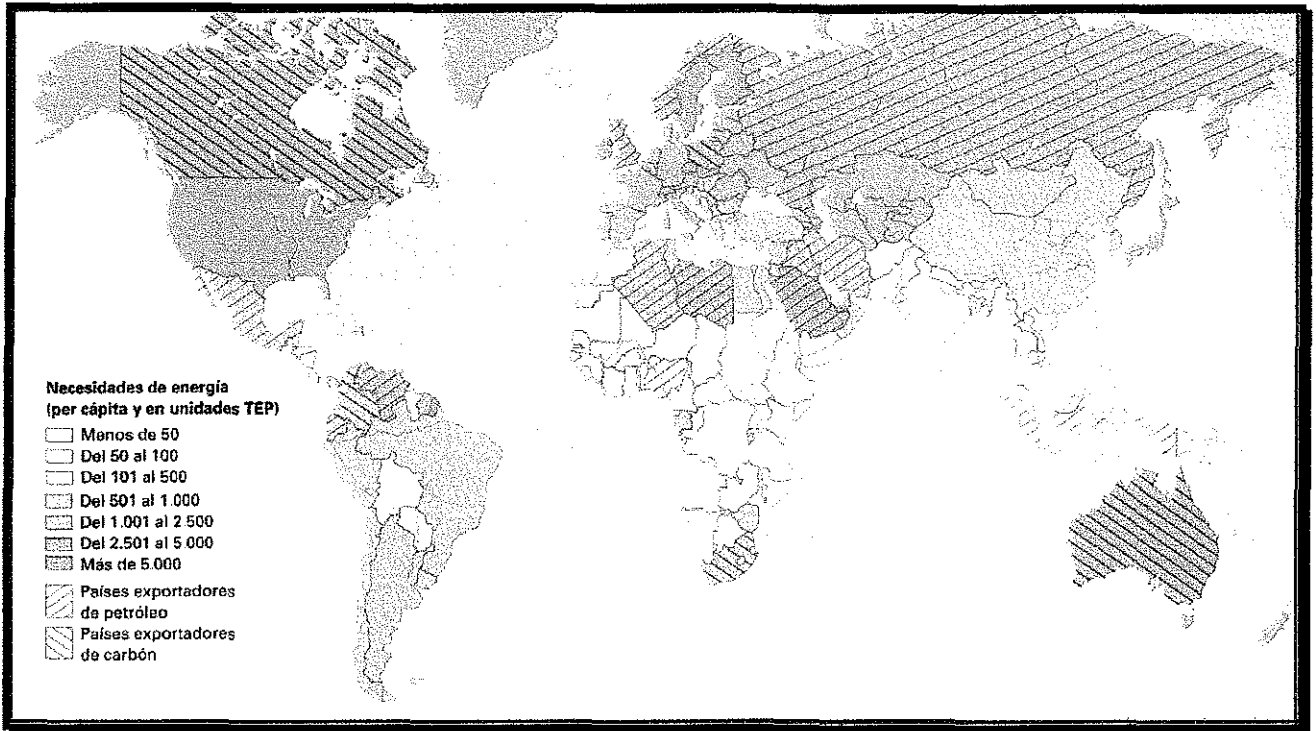 Necesidades de energía
(per cápita y en unidades TEP)
Menos de 50
Del 50 al 100
Del 101 al 500
Del 501 al 1.000
Del 1.001 al 2.500
Del 2.501 al 5.000
Más de 5.000
Países exportadores
de petróleo
Países exportadores
de carbón